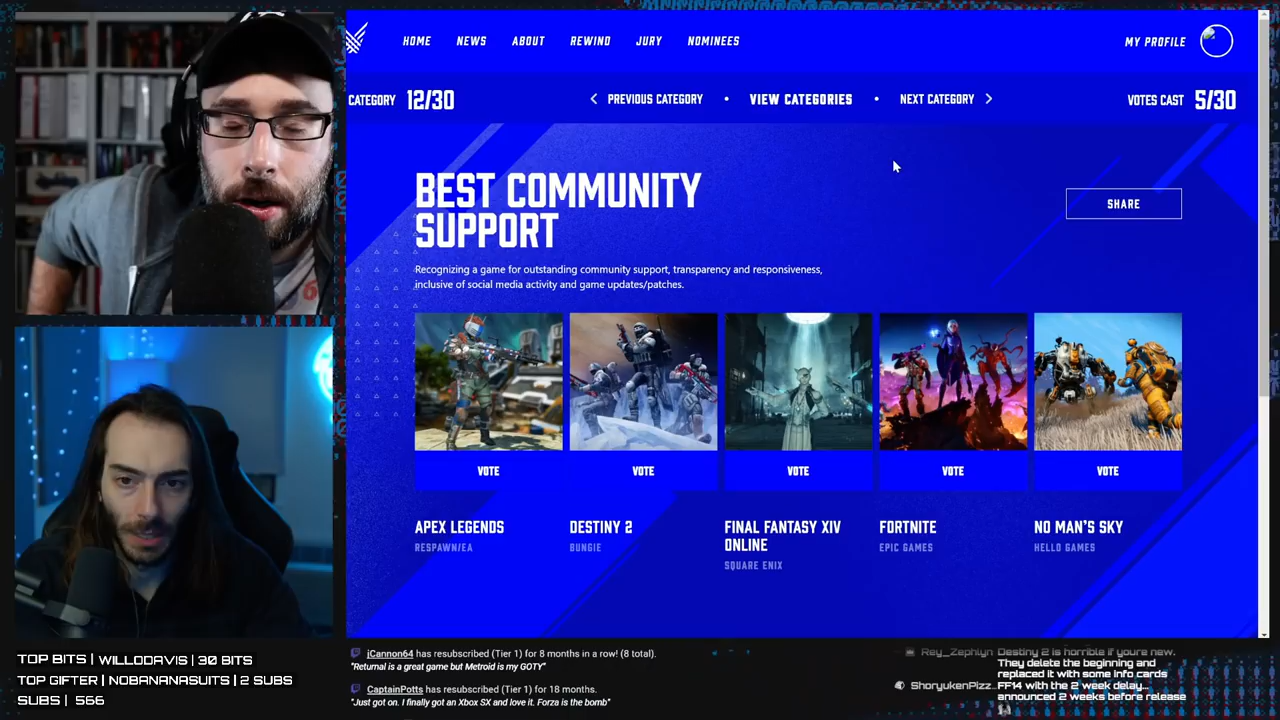 HOME NEWS ABOUT REWIND JURY NOMINEES MY PROFILE
CATEGORY 12/30 PREVIOUS CATEGORY • VIEW CATEGORIES • NEXT CATEGORY VOTES CAST 5/30
BEST COMMUNITY
SUPPORT
SHARE
Recognizing a game for outstanding community support, transparency and responsiveness,
inclusive of social media activity and game updates/patches.
VOTE VOTE VOTE VOTE VOTE
APEX LEGENDS
RESPAWN/EA
DESTINY 2
BUNGIE
FINAL FANTASY XIV
ONLINE
SQUARE ENIX
FORTNITE
EPIC GAMES
NO MAN'S SKY
HELLO GAMES
TOP BITS | WILLODAVIS | 30 BITS
TOP GIFTER | NOBANANASUITS | 2 SUBS
SUBS | 566
jCannon64 has resubscribed (Tier 1) for 8 months in a row! (8 total).
"Returnal is a great game but Metroid is my GOTY"
CaptainPotts has resubscribed (Tier 1) for 18 months.
"Just got on. I finally got an Xbox SX and love it. Forza is the bomb"
Rey_Zephlyn Destiny 2 is horrible if youre new.
They delete the beginning and
replaced it with some info cards
ShoryukenPizz... FF14 with the 2 week delay...
announced 2 weeks before release